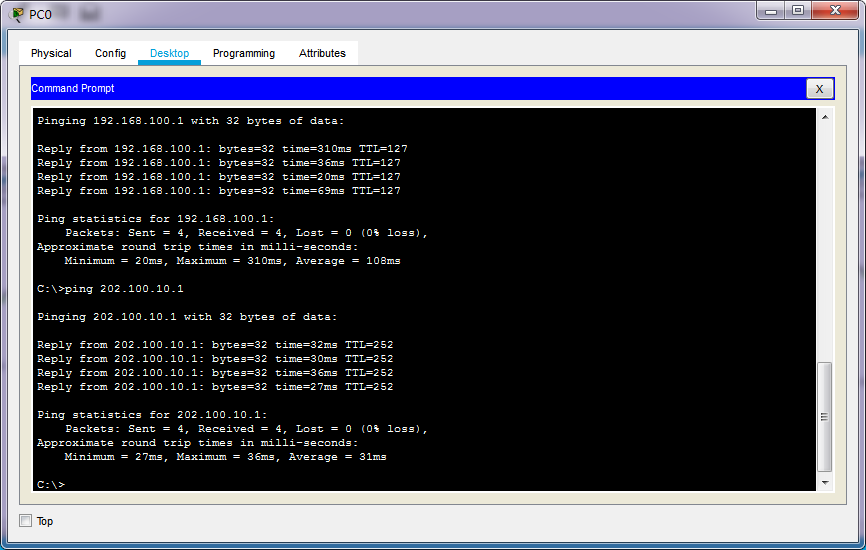 PC0
Physical Config Desktop Programming Attributes
Command Prompt
X
Pinging 192.168.100.1 with 32 bytes of data:
Reply from 192.168.100.1: bytes=32 time=310ms TTL=127
Reply from 192.168.100.1: bytes=32 time=36ms TTL=127
Reply from 192.168.100.1: bytes=32 time=20ms TTL=127
Reply from 192.168.100.1: bytes=32 time=69ms TTL=127
Ping statistics for 192.168.100.1:
Packets: Sent = 4, Received = 4, Lost = 0 (0% loss),
Approximate round trip times in milli-seconds:
Minimum = 20ms, Maximum = 310ms, Average = 108ms
C:\>ping 202.100.10.1
Pinging 202.100.10.1 with 32 bytes of data:
Reply from 202.100.10.1: bytes=32 time=32ms TTL=252
Reply from 202.100.10.1: bytes=32 time=30ms TTL=252
Reply from 202.100.10.1: bytes=32 time=36ms TTL=252
Reply from 202.100.10.1: bytes=32 time=27ms TTL=252
Ping statistics for 202.100.10.1:
Packets: Sent = 4, Received = 4, Lost = 0 (0% loss),
Approximate round trip times in milli-seconds:
Minimum = 27ms, Maximum = 36ms, Average = 31ms
C:\>
Top